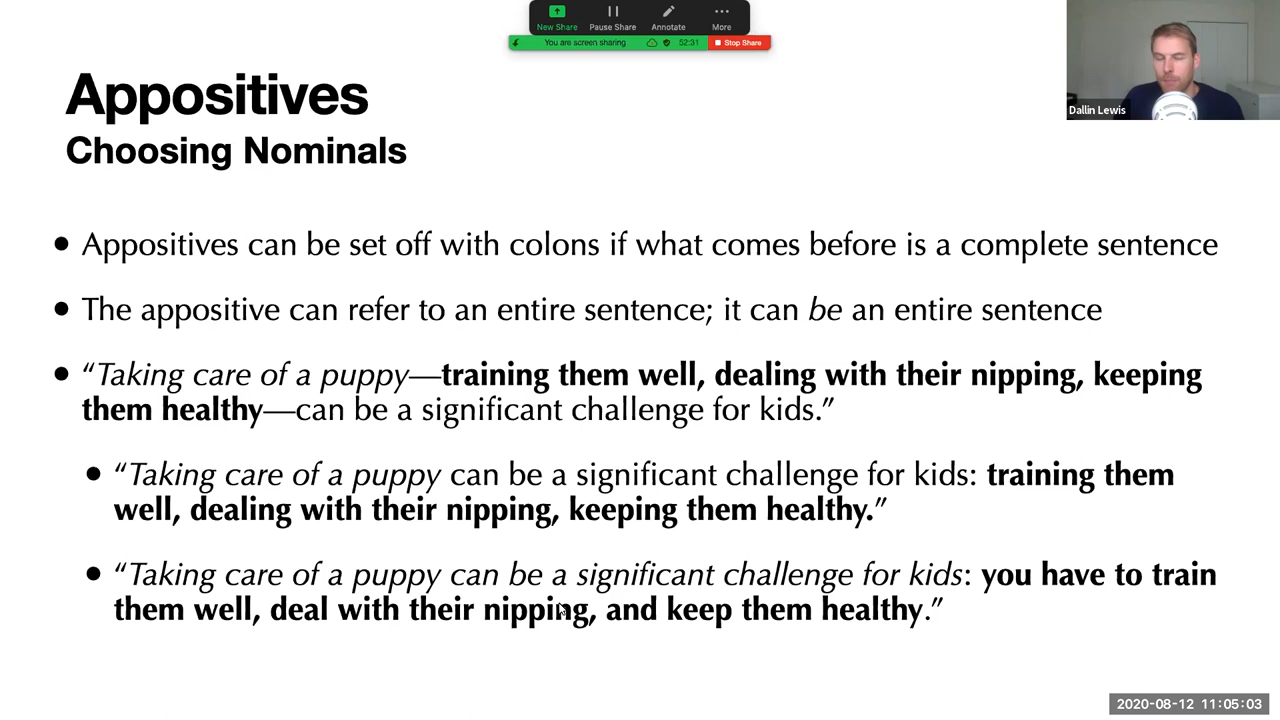 New Share Pause Share Annotate More
You are screen sharing 52:31 Stop Share
Dallin Lewis
Appositives
Choosing Nominals
• Appositives can be set off with colons if what comes before is a complete sentence
• The appositive can refer to an entire sentence; it can be an entire sentence
• “Taking care of a puppy—training them well, dealing with their nipping, keeping
them healthy—can be a significant challenge for kids.”
• “Taking care of a puppy can be a significant challenge for kids: training them
well, dealing with their nipping, keeping them healthy.”
• “Taking care of a puppy can be a significant challenge for kids: you have to train
them well, deal with their nipping, and keep them healthy.”
2020-08-12 11:05:03